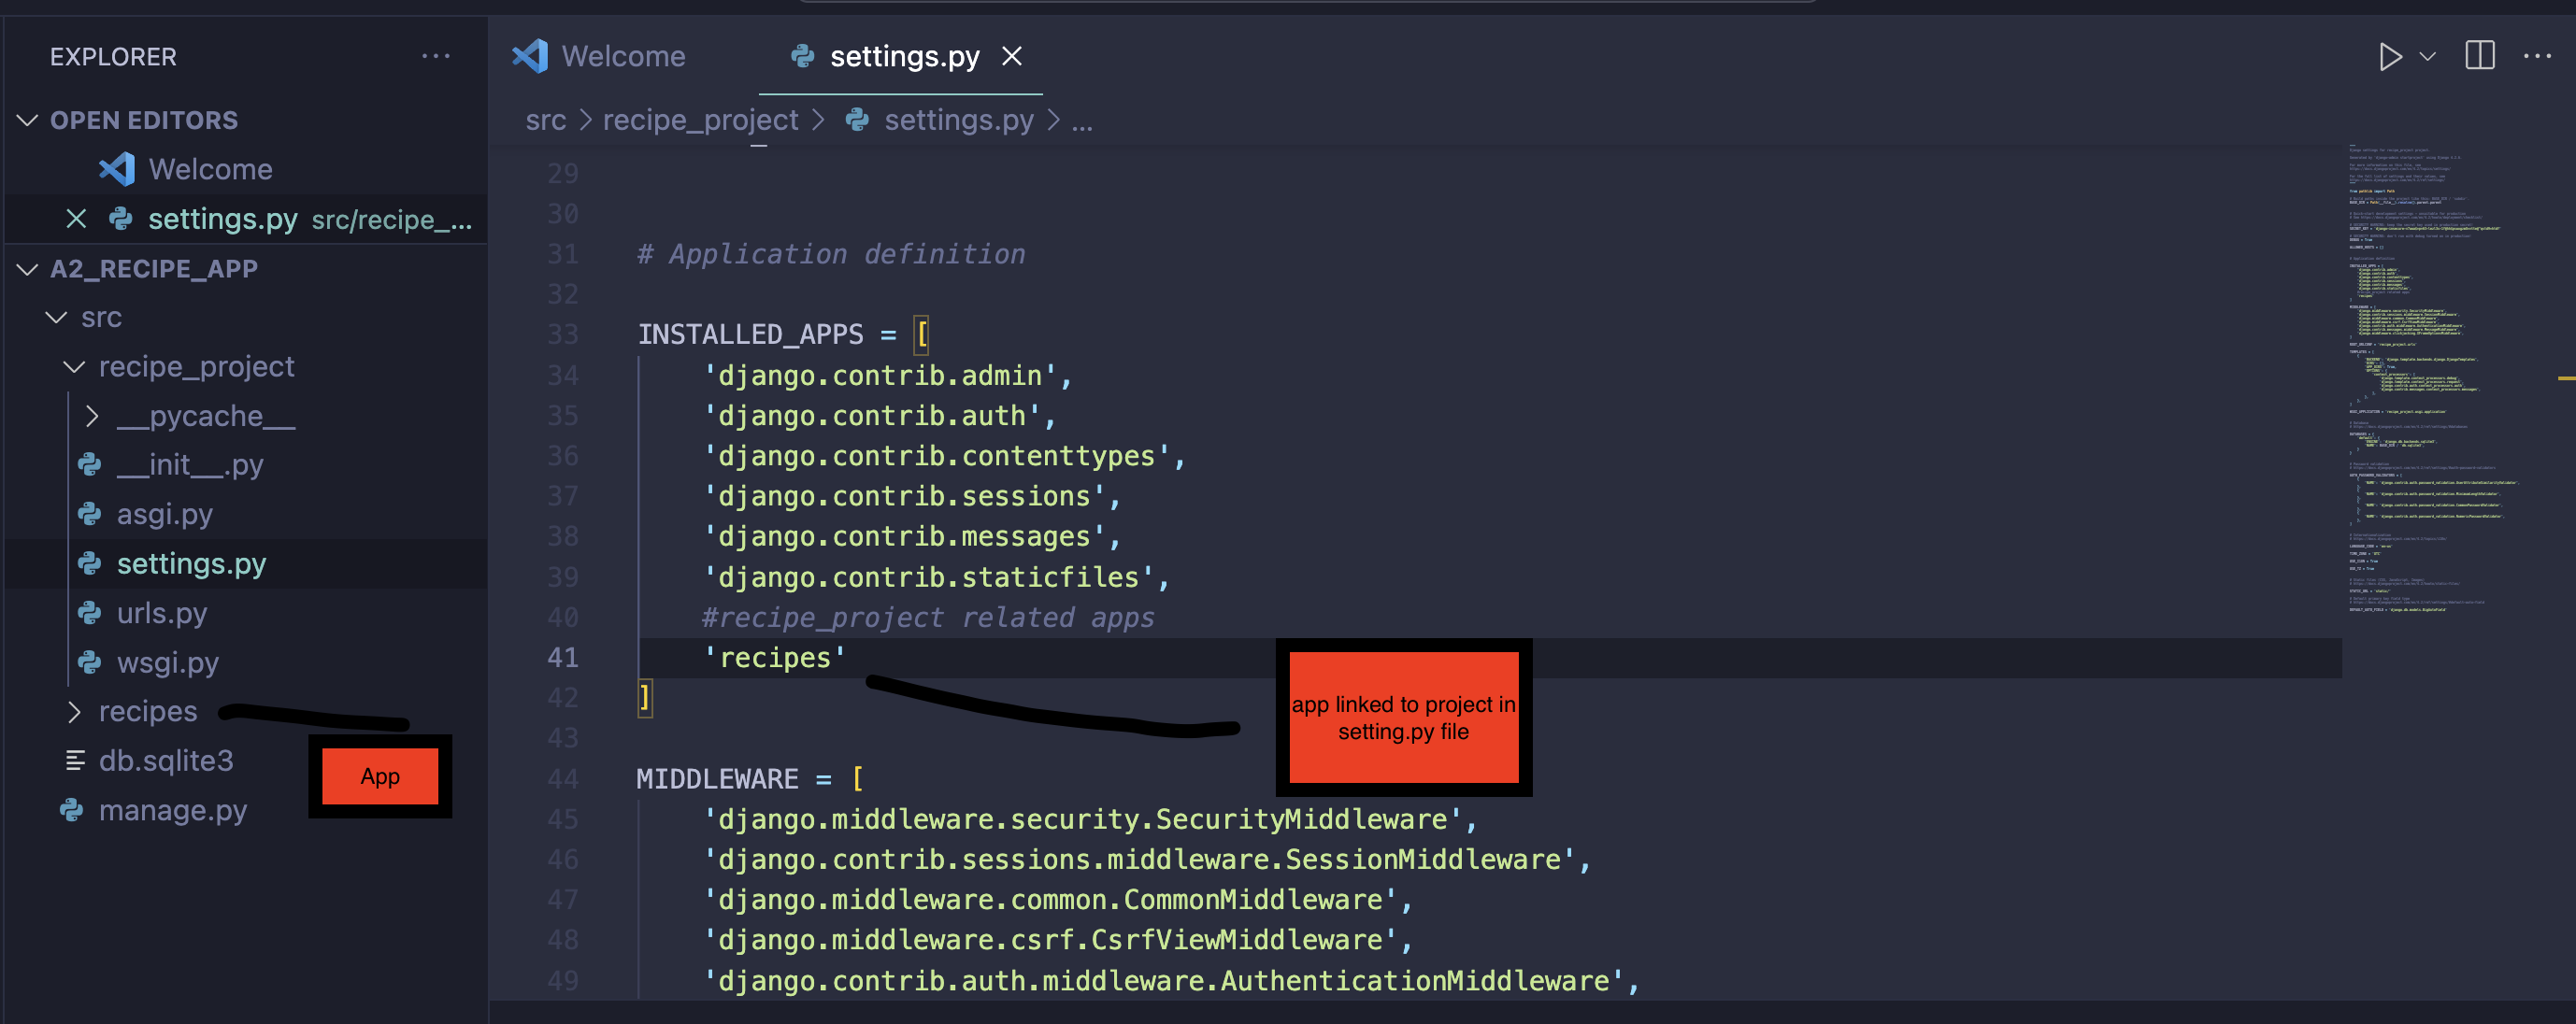 EXPLORER
OPEN EDITORS
Welcome
settings.py src/recipe_...
A2_RECIPE_APP
src
recipe_project
__pycache__
__init__.py
asgi.py
settings.py
urls.py
wsgi.py
recipes
db.sqlite3
App
manage.py
Welcome
settings.py
src > recipe_project > settings.py > ...
29
30
31 # Application definition
32
33 INSTALLED_APPS = [
34 'django.contrib.admin',
35 'django.contrib.auth',
36 'django.contrib.contenttypes',
37 'django.contrib.sessions',
38 'django.contrib.messages',
39 'django.contrib.staticfiles',
40 #recipe_project related apps
41 'recipes'
42 ]
43
44 MIDDLEWARE = [
45 'django.middleware.security.SecurityMiddleware',
46 'django.contrib.sessions.middleware.SessionMiddleware',
47 'django.middleware.common.CommonMiddleware',
48 'django.middleware.csrf.CsrfViewMiddleware',
49 'django.contrib.auth.middleware.AuthenticationMiddleware',
app linked to project in
setting.py file